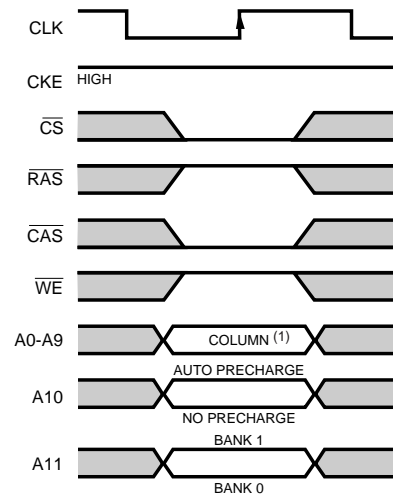 CLK
CKE HIGH
CS
RAS
CAS
WE
A0-A9 COLUMN (1)
AUTO PRECHARGE
A10
NO PRECHARGE
BANK 1
A11
BANK 0